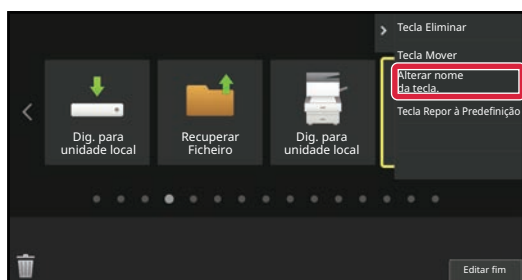 Tecla Eliminar
Tecla Mover
Alterar nome
da tecla.
Tecla Repor à Predefinição
Dig. para
unidade local
Recuperar
Ficheiro
Dig. para
unidade local
Editar fim